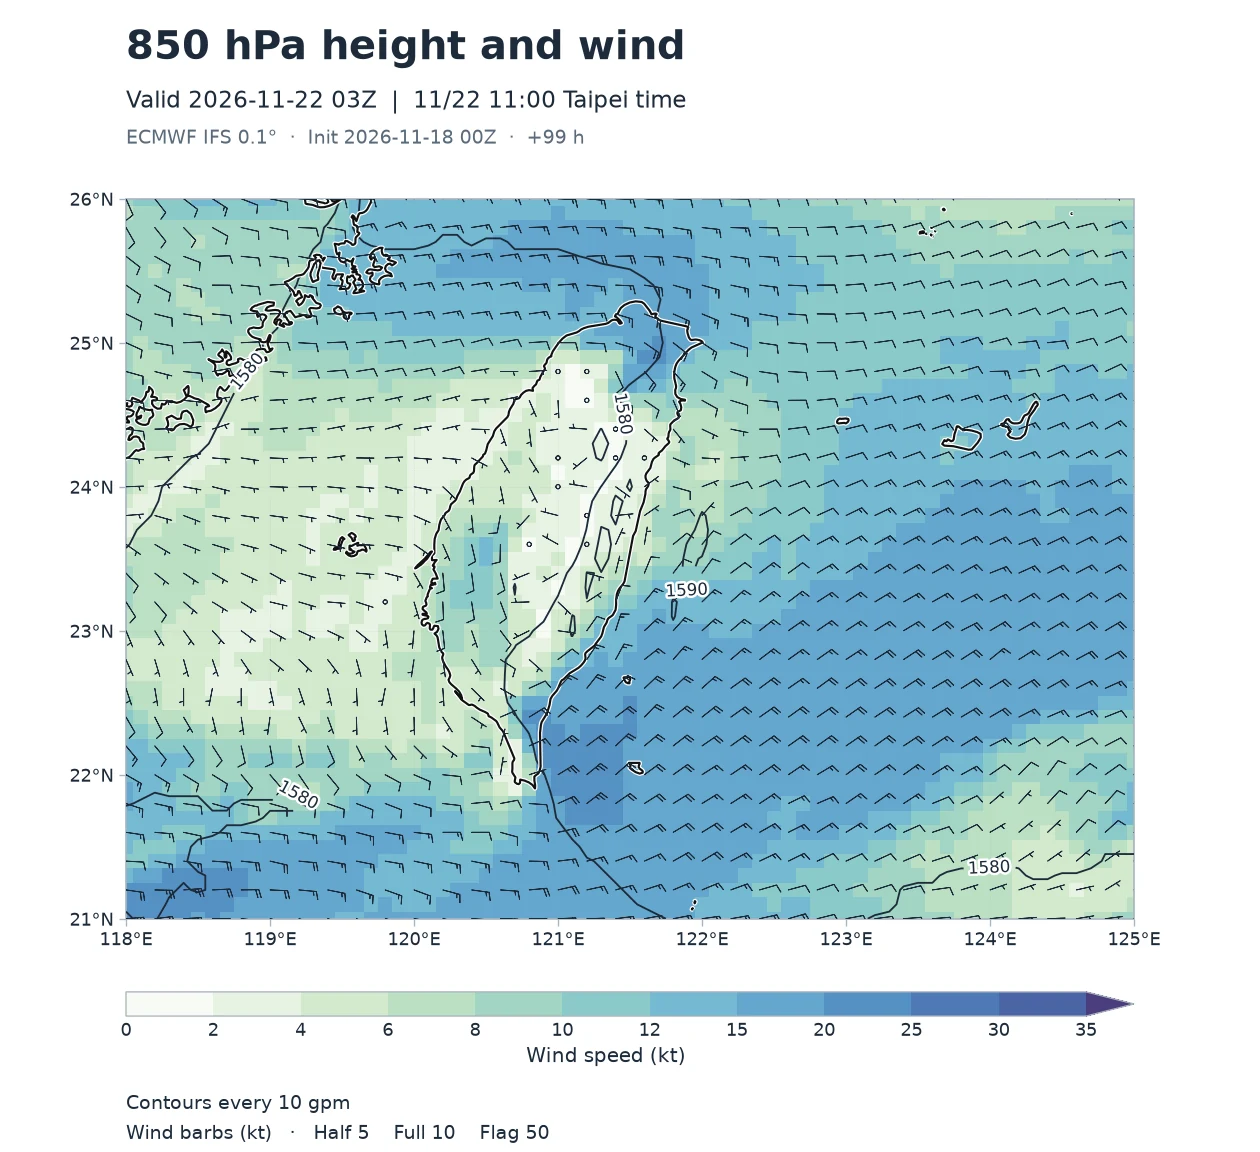 850 hPa height and wind
Valid 2026-11-22 03Z | 11/22 11:00 Taipei time
ECMWF IFS 0.1° · Init 2026-11-18 00Z · +99 h
26°N
25°N
1580
1580
24°N
1590
23°N
22°N
1580
1580
21°N
118°E 119°E 120°E 121°E 122°E 123°E 124°E 125°E
0 2 4 6 8 10 12 15 20 25 30 35
Wind speed (kt)
Contours every 10 gpm
Wind barbs (kt) · Half 5 Full 10 Flag 50